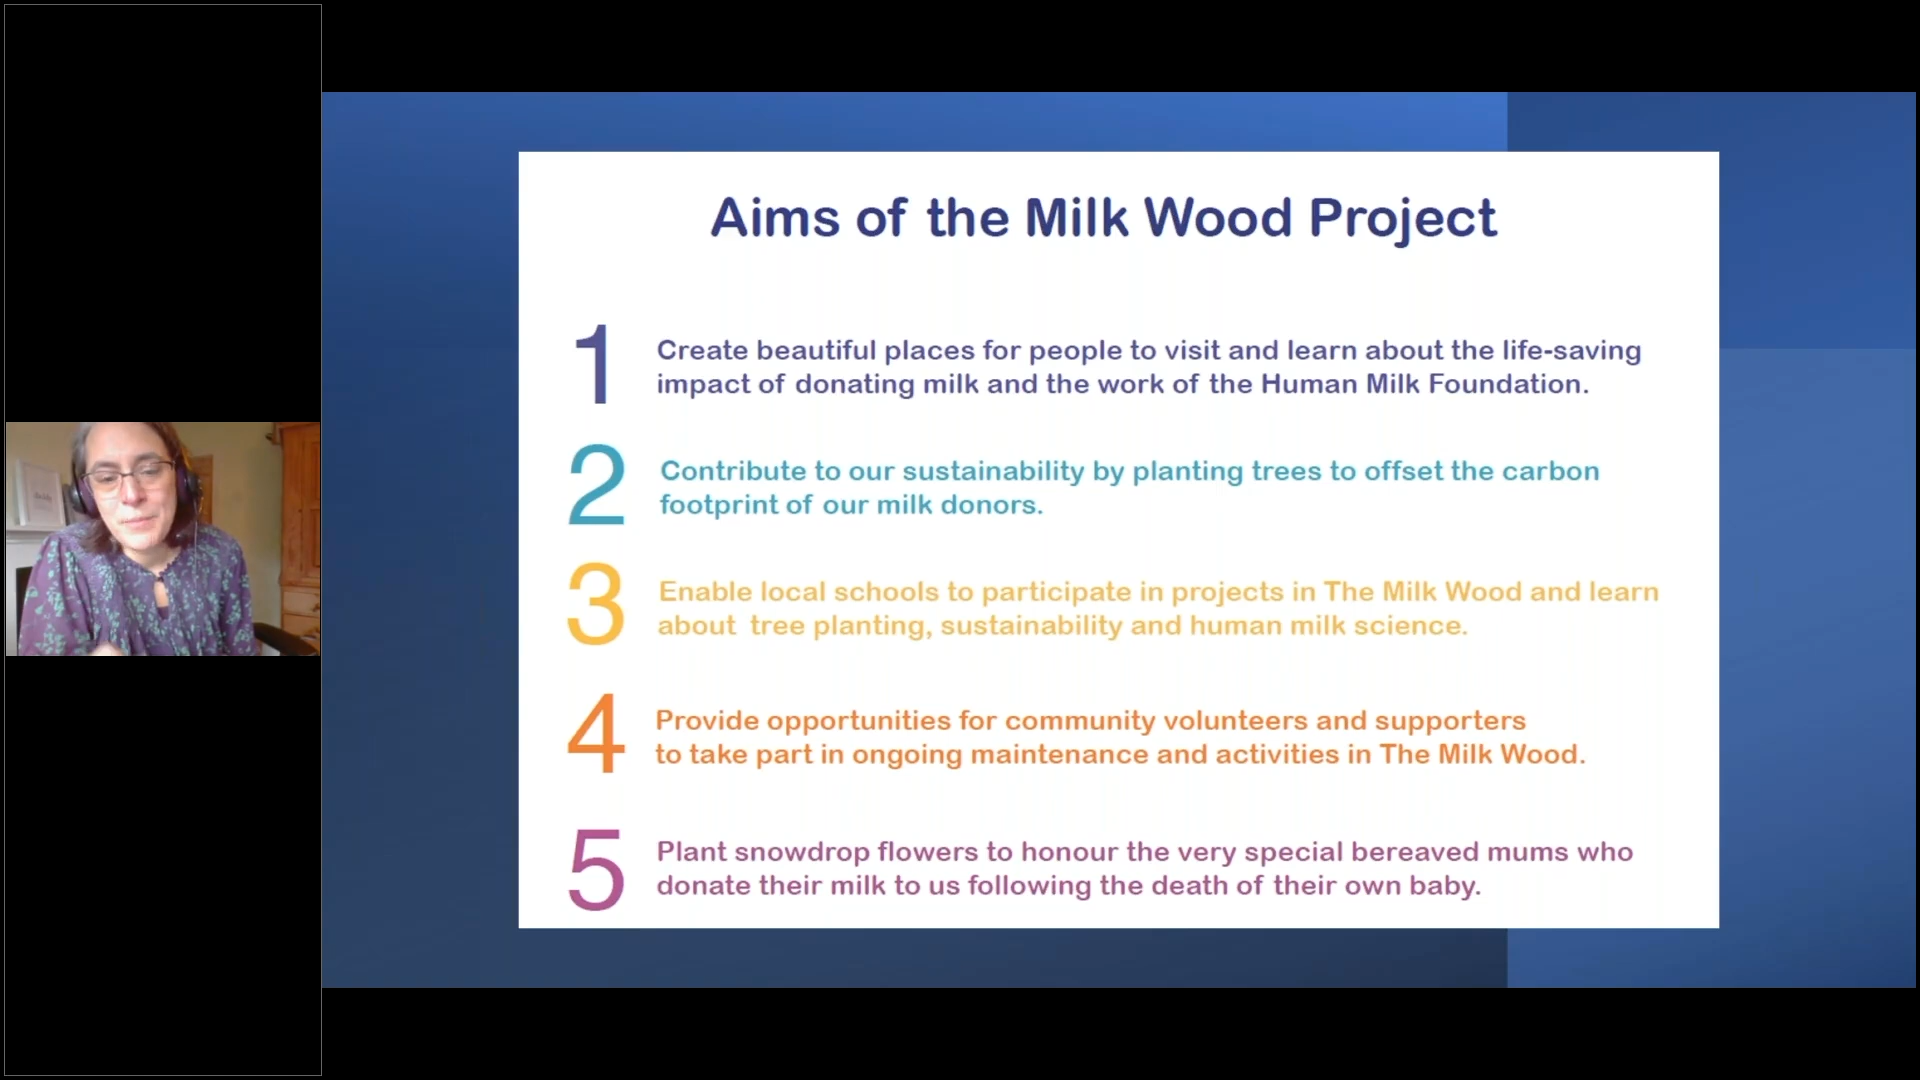 Aims of the Milk Wood Project
1
Create beautiful places for people to visit and learn about the life-saving
impact of donating milk and the work of the Human Milk Foundation.
2
Contribute to our sustainability by planting trees to offset the carbon
footprint of our milk donors.
3
Enable local schools to participate in projects in The Milk Wood and learn
about tree planting, sustainability and human milk science.
4
Provide opportunities for community volunteers and supporters
to take part in ongoing maintenance and activities in The Milk Wood.
5
Plant snowdrop flowers to honour the very special bereaved mums who
donate their milk to us following the death of their own baby.